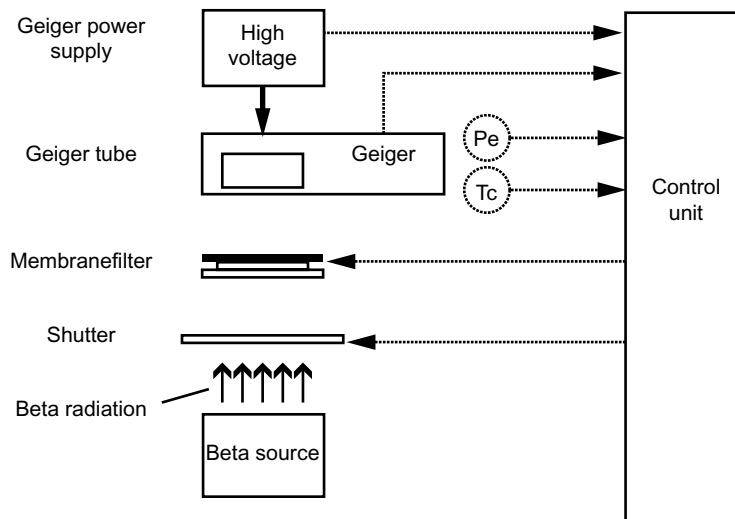 Geiger power
supply
High
voltage
Geiger tube
Geiger
Pe
Tc
Control
unit
Membranefilter
Shutter
Beta radiation
Beta source